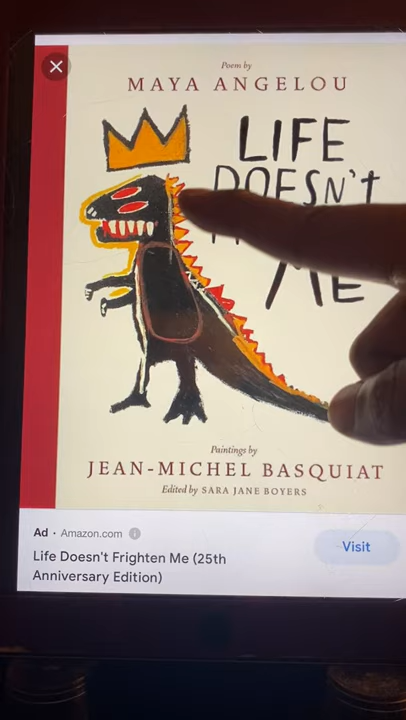 Poem by
MAYA ANGELOU
LIFE
DOESN't
ME
Paintings by
JEAN-MICHEL BASQUIAT
Edited by SARA JANE BOYERS
Ad · Amazon.com
Life Doesn't Frighten Me (25th
Anniversary Edition)
Visit